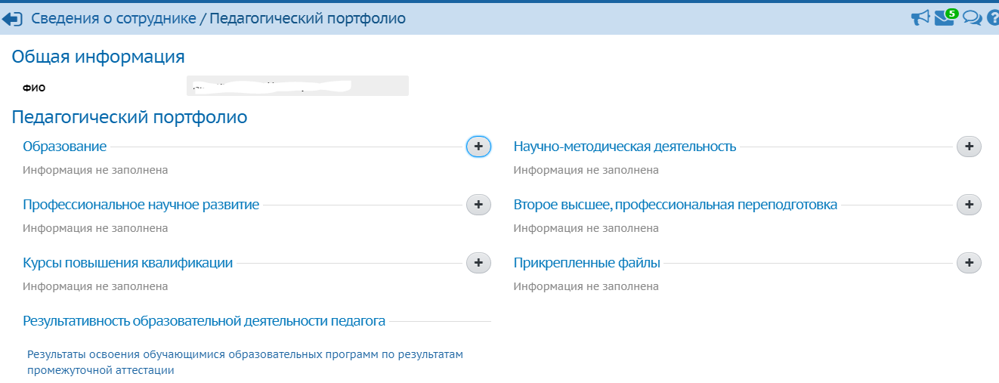 Сведения о сотруднике / Педагогический портфолио
5
?
Общая информация
ФИО
Педагогический портфолио
Образование
Информация не заполнена
Научно-методическая деятельность
Информация не заполнена
Профессиональное научное развитие
Информация не заполнена
Второе высшее, профессиональная переподготовка
Информация не заполнена
Курсы повышения квалификации
Информация не заполнена
Прикрепленные файлы
Информация не заполнена
Результативность образовательной деятельности педагога
Результаты освоения обучающимися образовательных программ по результатам
промежуточной аттестации